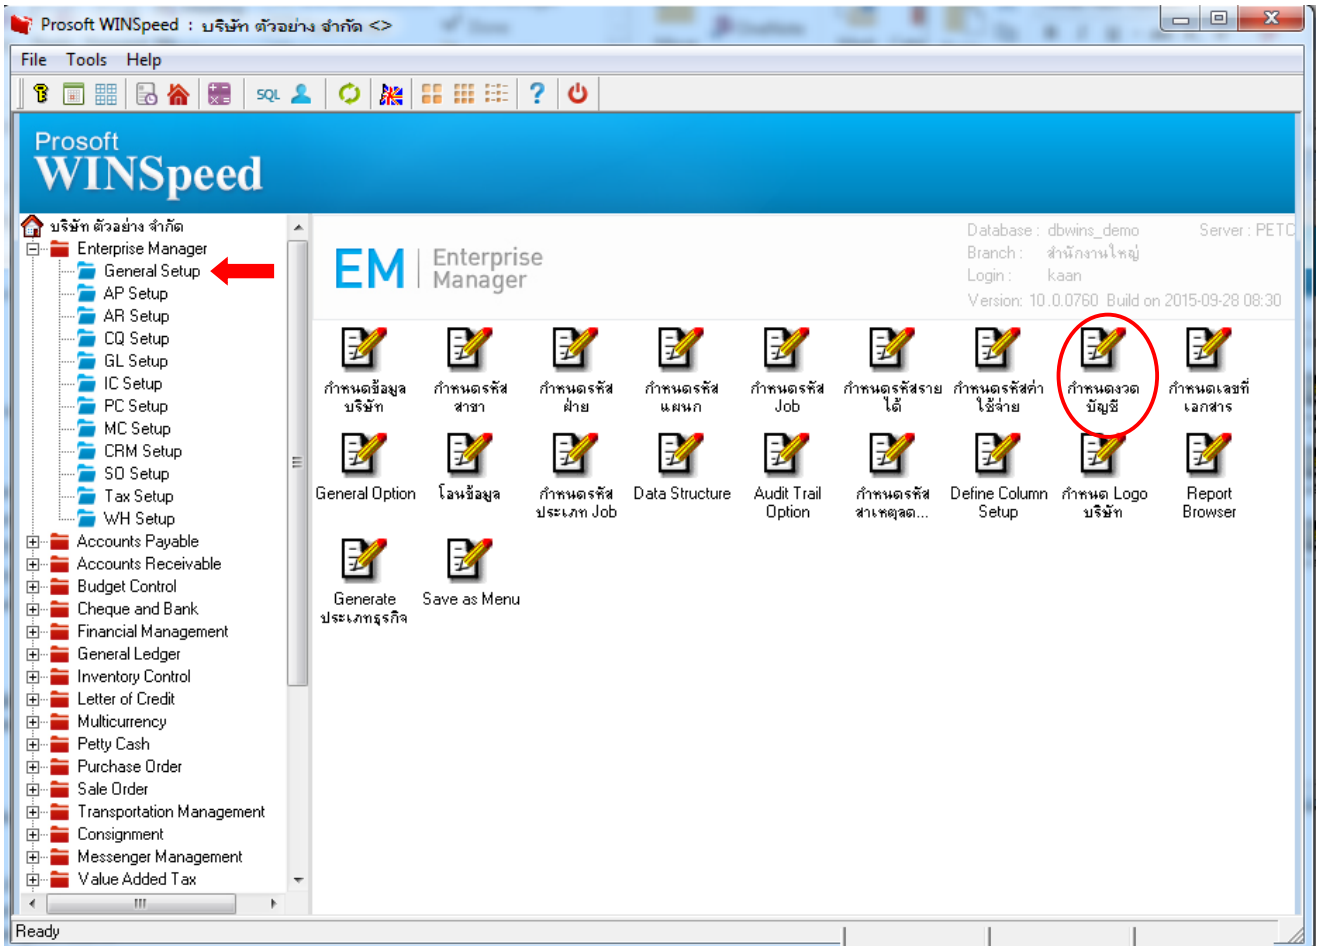 Prosoft WINSpeed : บริษัท ตัวอย่าง จำกัด <>
File Tools Help
SQL
Prosoft
WINSpeed
บริษัท ตัวอย่าง จำกัด
Enterprise Manager
General Setup
AP Setup
AR Setup
CQ Setup
GL Setup
IC Setup
PC Setup
MC Setup
CRM Setup
SO Setup
Tax Setup
WH Setup
Accounts Payable
Accounts Receivable
Budget Control
Cheque and Bank
Financial Management
General Ledger
Inventory Control
Letter of Credit
Multicurrency
Petty Cash
Purchase Order
Sale Order
Transportation Management
Consignment
Messenger Management
Value Added Tax
EM Enterprise
Manager
Database : dbwins_demo Server : PETC
Branch : สำนักงานใหญ่
Login : kaan
Version: 10.0.0760 Build on 2015-09-28 08:30
กำหนดข้อมูล กำหนดรหัส กำหนดรหัส กำหนดรหัส กำหนดรหัส กำหนดรหัสราย กำหนดรหัสค่า กำหนดงวด กำหนดเลขที่
บริษัท สาขา ฝ่าย แผนก Job ได้ ใช้จ่าย บัญชี เอกสาร
General Option โอนข้อมูล กำหนดรหัส Data Structure Audit Trail กำหนดรหัส Define Column กำหนด Logo Report
ประเภท Job Option สาเหตุลด... Setup บริษัท Browser
Generate Save as Menu
ประเภทธุรกิจ
Ready